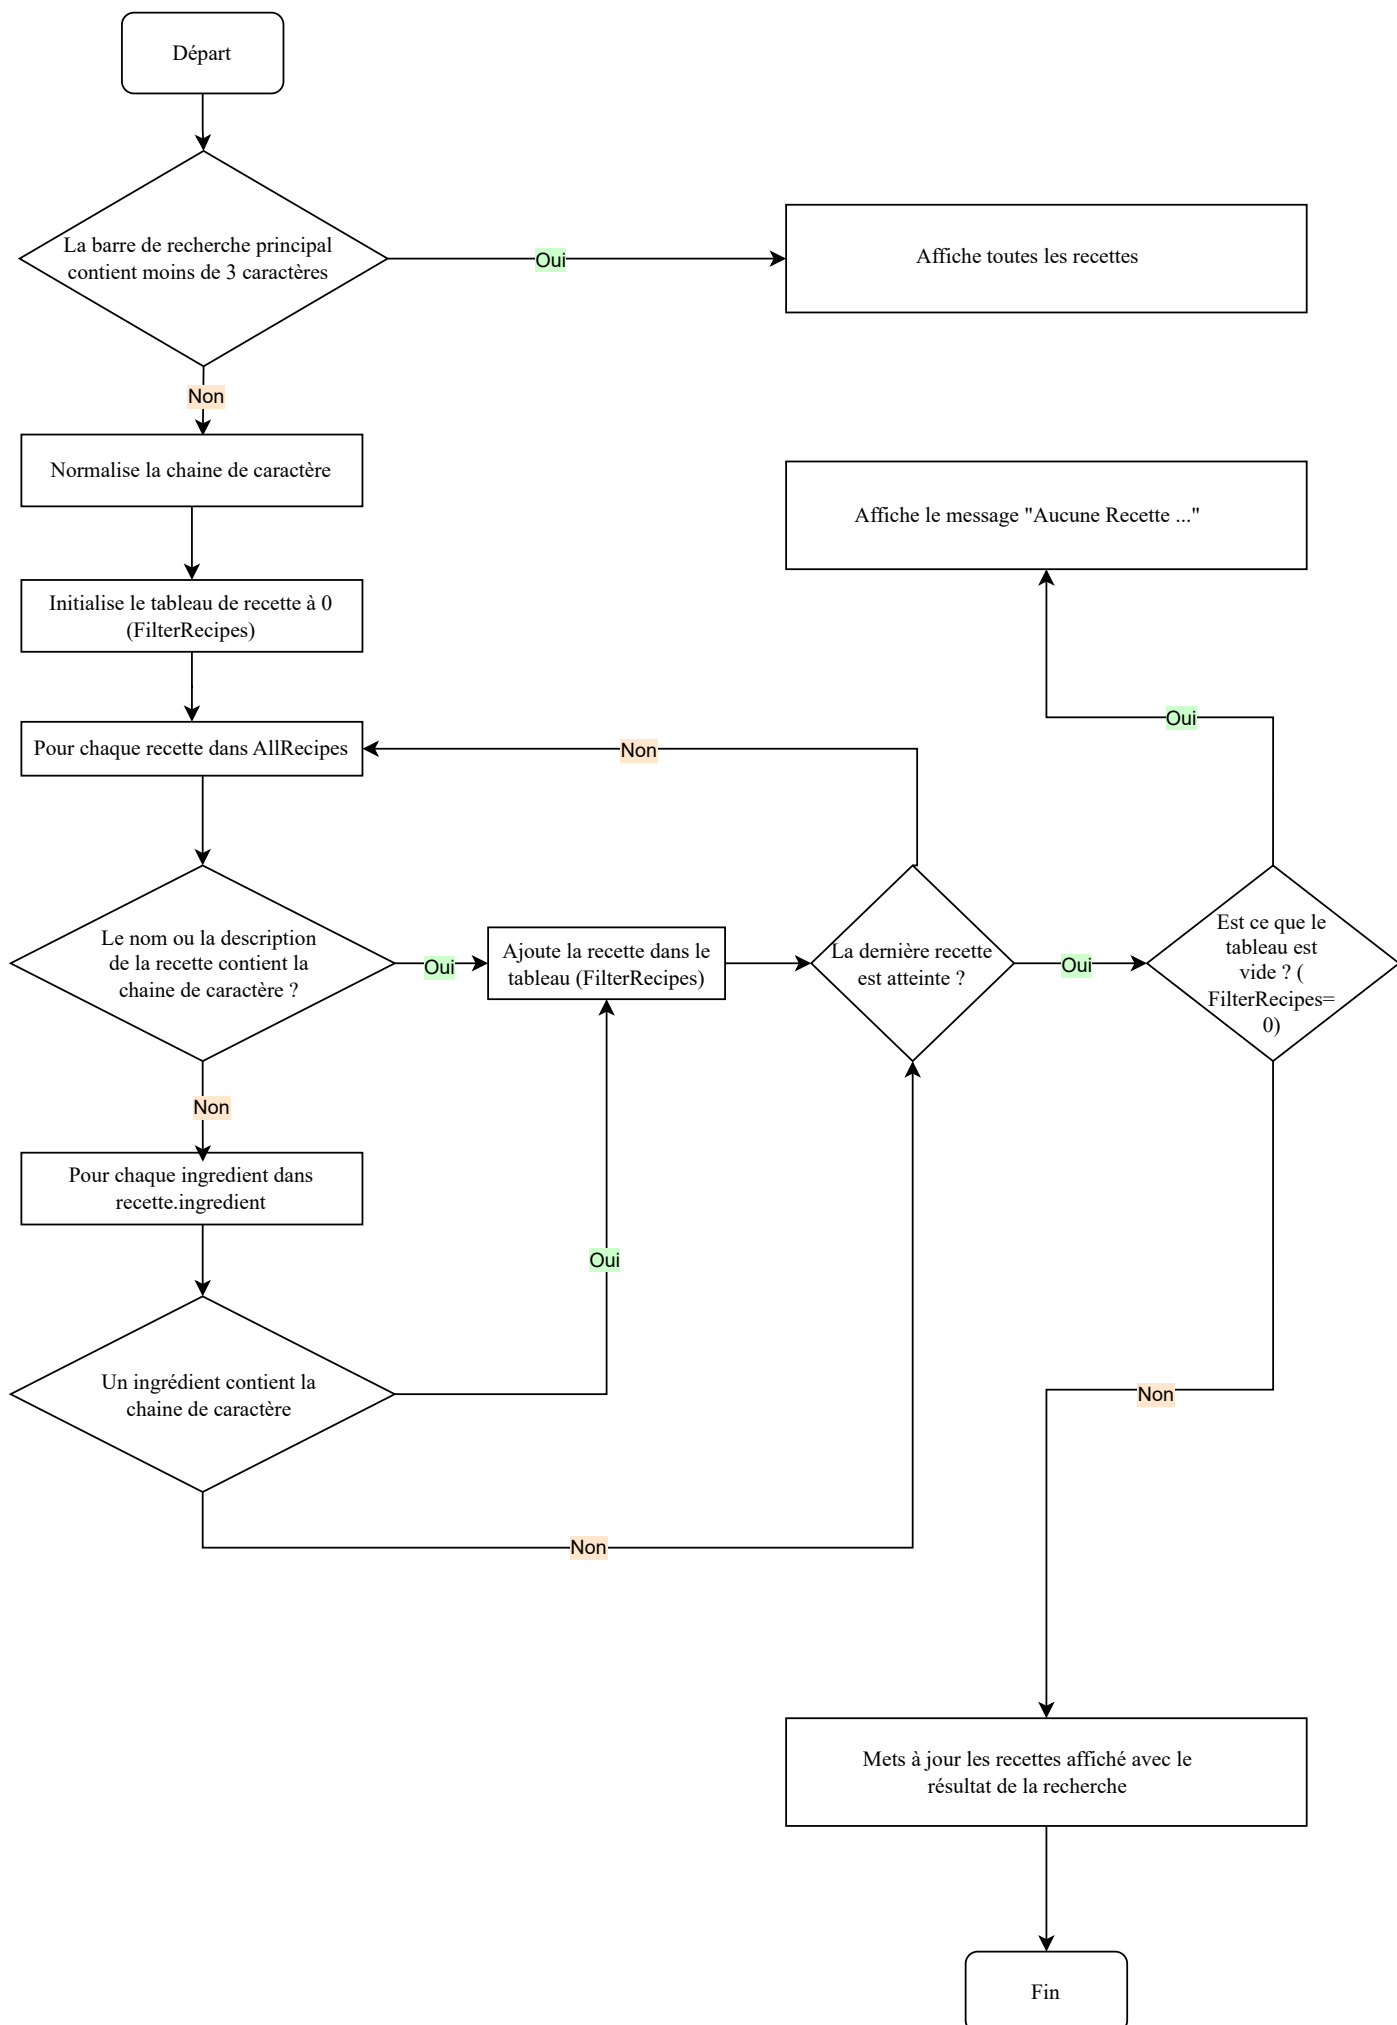 Départ
La barre de recherche principal
contient moins de 3 caractères
Oui
Affiche toutes les recettes
Non
Normalise la chaine de caractère
Affiche le message "Aucune Recette ..."
Initialise le tableau de recette à 0
(FilterRecipes)
Oui
Pour chaque recette dans AllRecipes
Non
Le nom ou la description
de la recette contient la
chaine de caractère ?
Oui
Ajoute la recette dans le
tableau (FilterRecipes)
La dernière recette
est atteinte ?
Oui
Est ce que le
tableau est
vide ? (
FilterRecipes=
0)
Non
Pour chaque ingredient dans
recette.ingredient
Oui
Un ingrédient contient la
chaine de caractère
Non
Non
Mets à jour les recettes affiché avec le
résultat de la recherche
Fin